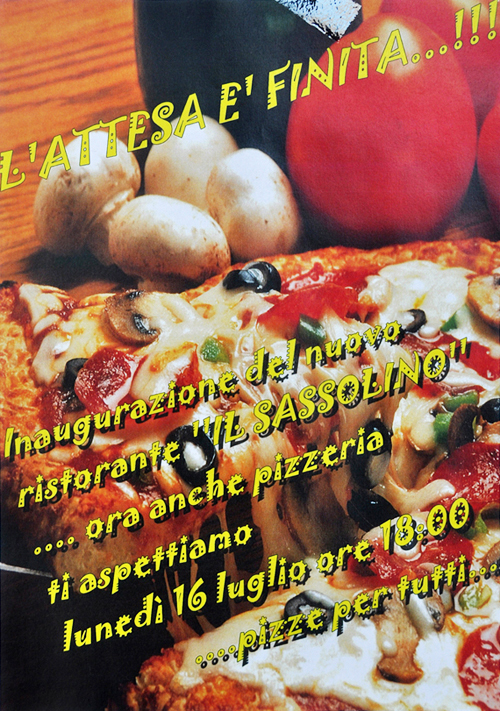 L'ATTESA E' FINITA...!!!
Inaugurazione del nuovo
ristorante "IL SASSOLINO"
.... ora anche pizzeria
ti aspettiamo
lunedì 16 luglio ore 18:00
....pizze per tutti...